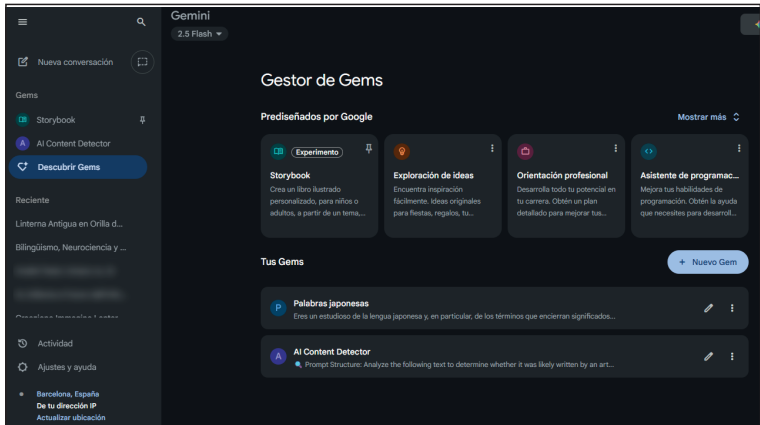 Gemini
2.5 Flash
Nueva conversación
Gems
Storybook
A AI Content Detector
Descubrir Gems
Reciente
Linterna Antigua en Orilla d...
Bilingüismo, Neurociencia y ...
Actividad
Ajustes y ayuda
Barcelona, España
De tu dirección IP
Actualizar ubicación
Gestor de Gems
Prediseñados por Google
Mostrar más
Experimento
Storybook
Crea un libro ilustrado
personalizado, para niños o
adultos, a partir de un tema,...
Exploración de ideas
Encuentra inspiración
fácilmente. Ideas originales
para fiestas, regalos, tu...
Orientación profesional
Desarrolla todo tu potencial en
tu carrera. Obtén un plan
detallado para mejorar tus...
Asistente de programac...
Mejora tus habilidades de
programación. Obtén la ayuda
que necesites para desarroll...
Tus Gems
+ Nuevo Gem
P
Palabras japonesas
Eres un estudioso de la lengua japonesa y, en particular, de los términos que encierran significados...
A
AI Content Detector
Prompt Structure: Analyze the following text to determine whether it was likely written by an art...